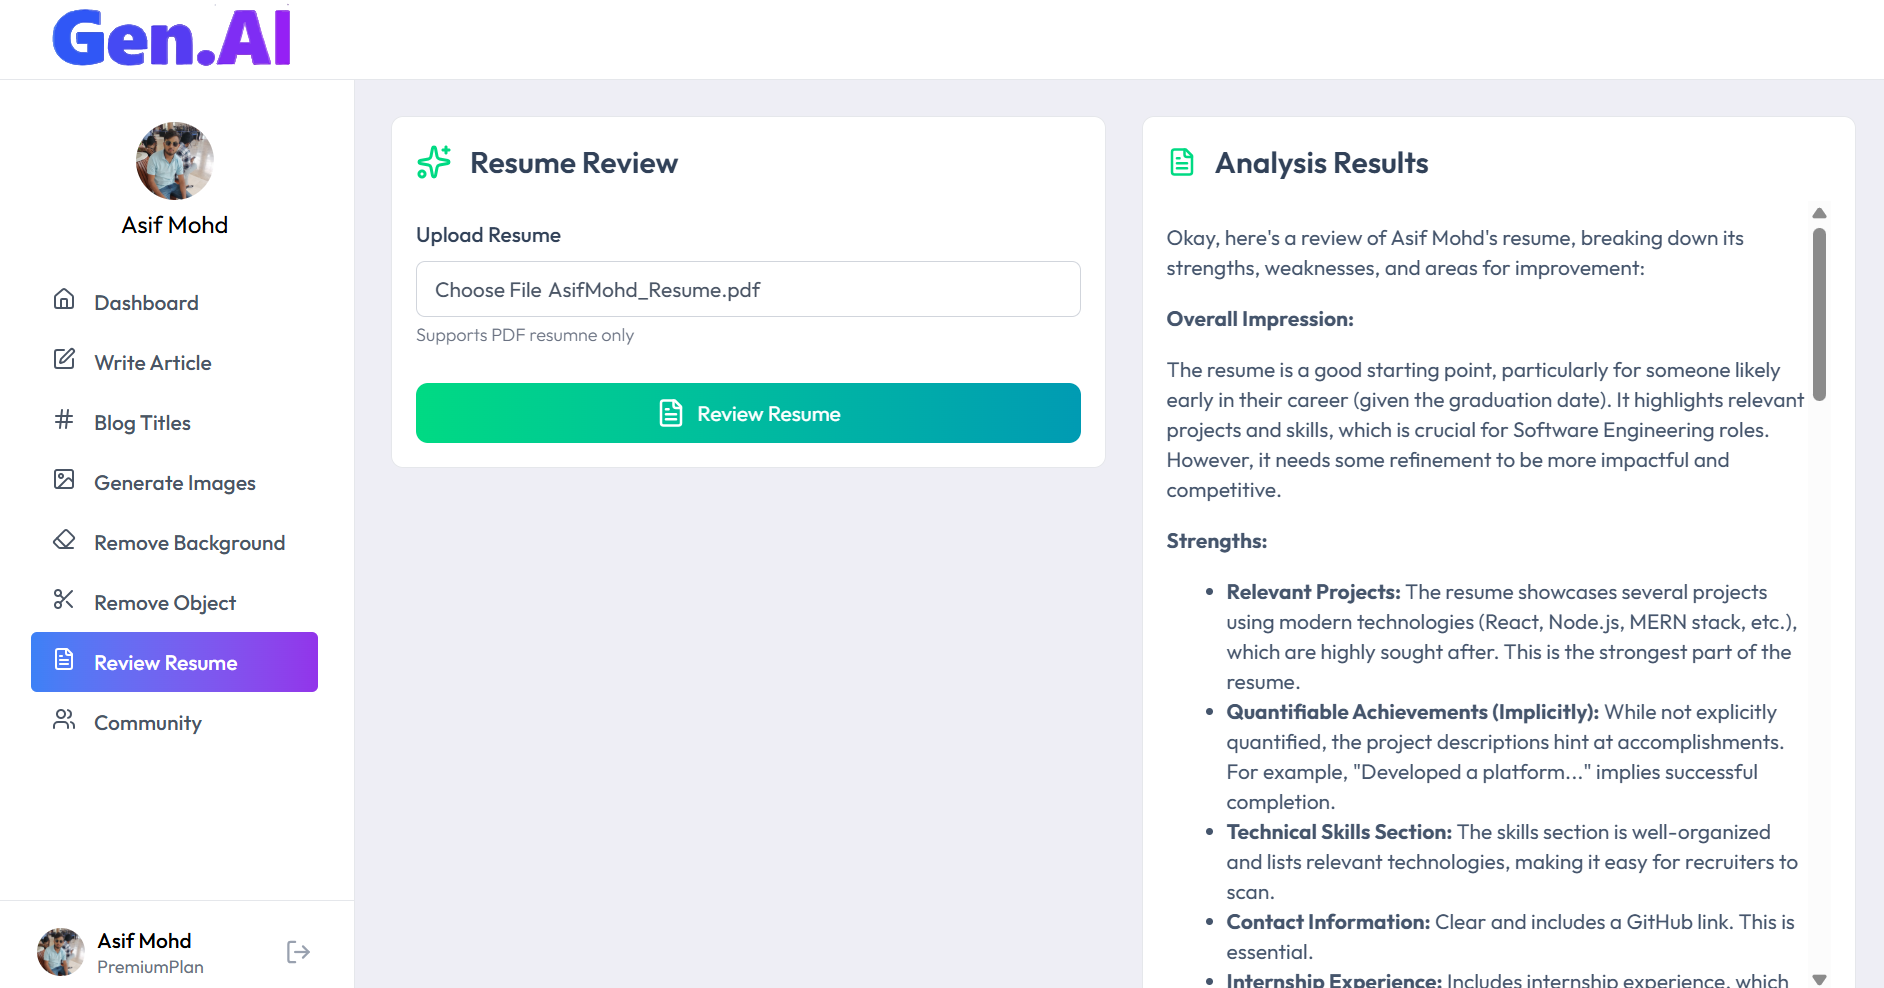 Gen.AI
Asif Mohd
Dashboard
Write Article
Blog Titles
Generate Images
Remove Background
Remove Object
Review Resume
Community
Asif Mohd
PremiumPlan
Resume Review
Upload Resume
Choose File AsifMohd_Resume.pdf
Supports PDF resumne only
Review Resume
Analysis Results
Okay, here's a review of Asif Mohd's resume, breaking down its
strengths, weaknesses, and areas for improvement:
Overall Impression:
The resume is a good starting point, particularly for someone likely
early in their career (given the graduation date). It highlights relevant
projects and skills, which is crucial for Software Engineering roles.
However, it needs some refinement to be more impactful and
competitive.
Strengths:
• Relevant Projects: The resume showcases several projects
using modern technologies (React, Node.js, MERN stack, etc.),
which are highly sought after. This is the strongest part of the
resume.
• Quantifiable Achievements (Implicitly): While not explicitly
quantified, the project descriptions hint at accomplishments.
For example, "Developed a platform..." implies successful
completion.
• Technical Skills Section: The skills section is well-organized
and lists relevant technologies, making it easy for recruiters to
scan.
• Contact Information: Clear and includes a GitHub link. This is
essential.
• Internship Experience: Includes internship experience, which